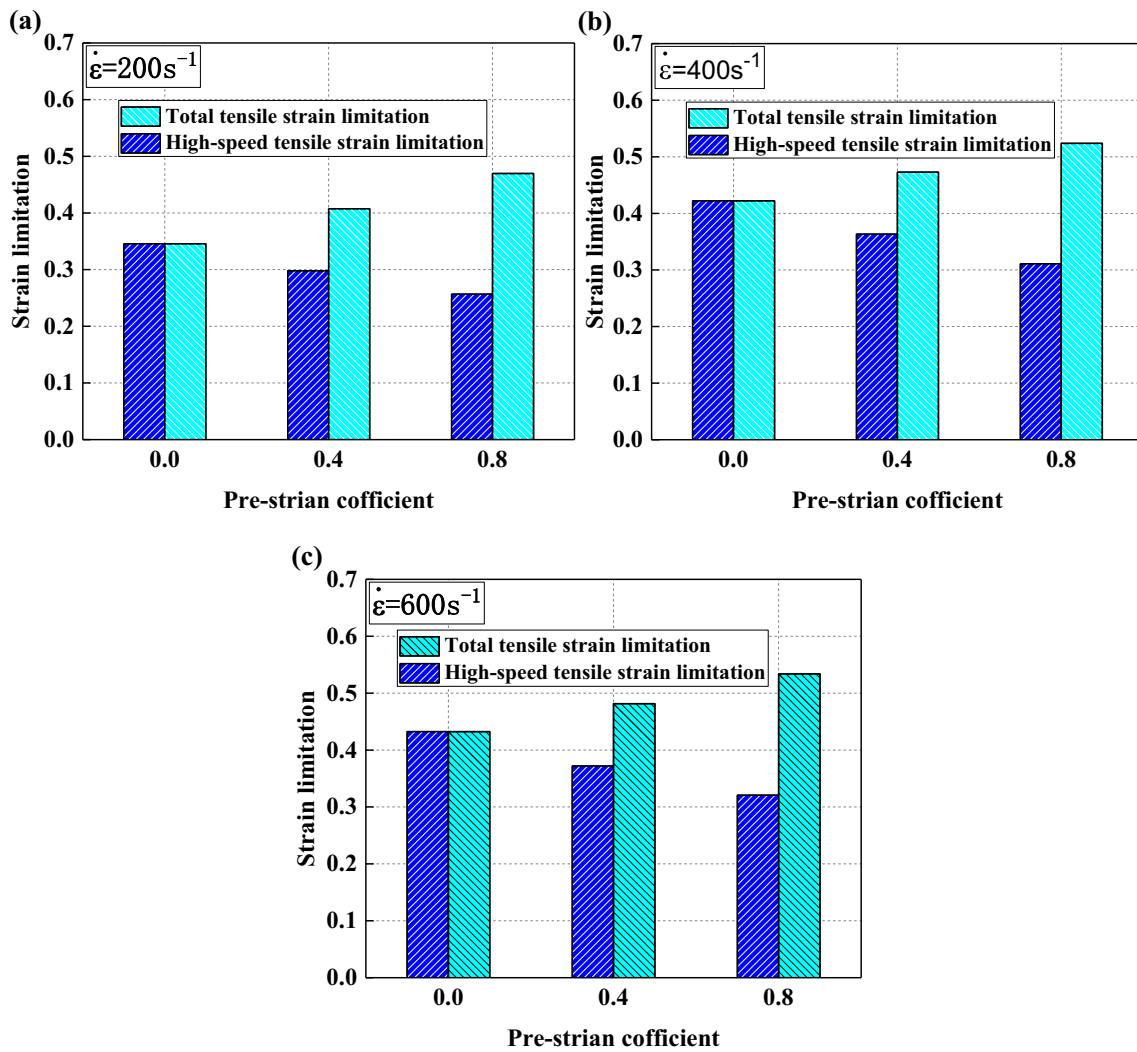 (a)
ε̇=200s⁻¹
Total tensile strain limitation
High-speed tensile strain limitation
Strain limitation
0.7
0.6
0.5
0.4
0.3
0.2
0.1
0.0
0.0 0.4 0.8
Pre-strian cofficient
(b)
ε̇=400s⁻¹
Total tensile strain limitation
High-speed tensile strain limitation
Strain limitation
0.7
0.6
0.5
0.4
0.3
0.2
0.1
0.0
0.0 0.4 0.8
Pre-strian cofficient
(c)
ε̇=600s⁻¹
Total tensile strain limitation
High-speed tensile strain limitation
Strain limitation
0.7
0.6
0.5
0.4
0.3
0.2
0.1
0.0
0.0 0.4 0.8
Pre-strian cofficient